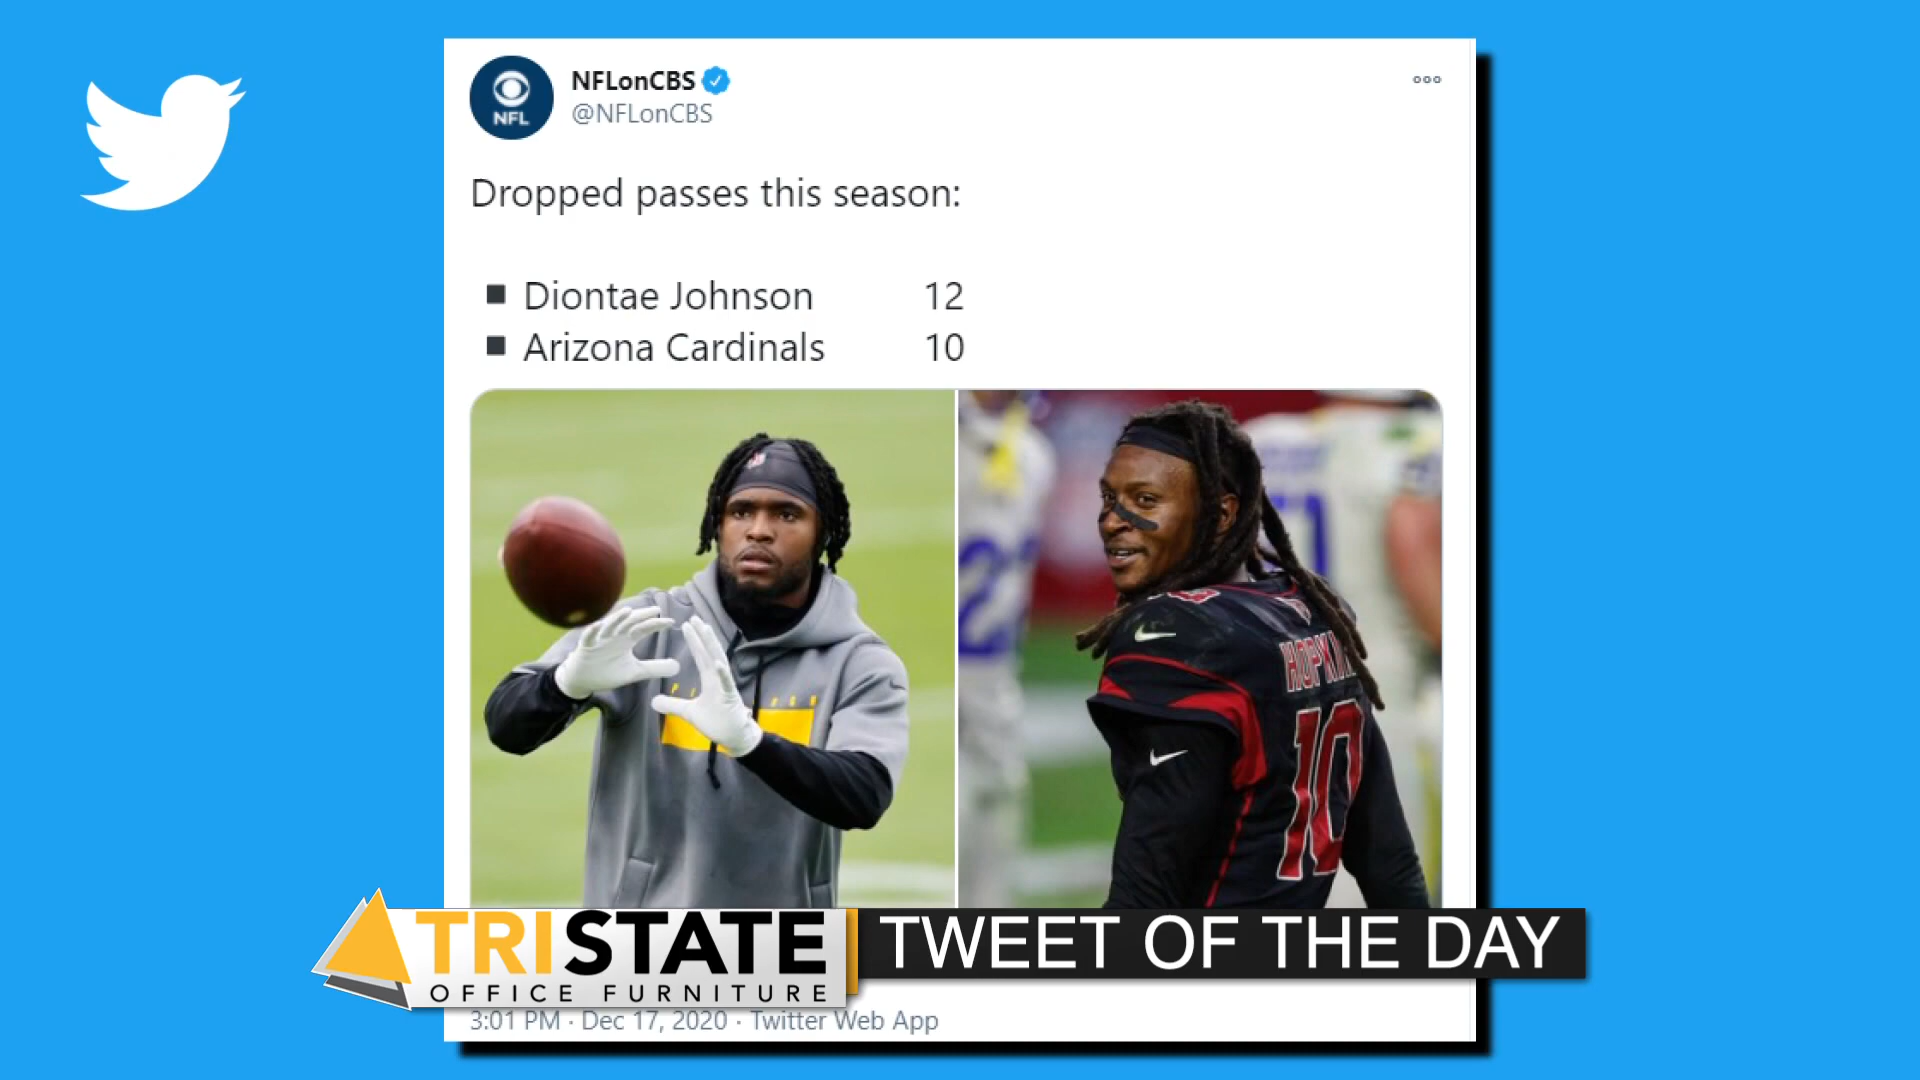 NFLonCBS
@NFLonCBS
NFL
Dropped passes this season:
■ Diontae Johnson 12
■ Arizona Cardinals 10
10
TRISTATE
OFFICE FURNITURE
TWEET OF THE DAY
3:01 PM · Dec 17, 2020 · Twitter Web App